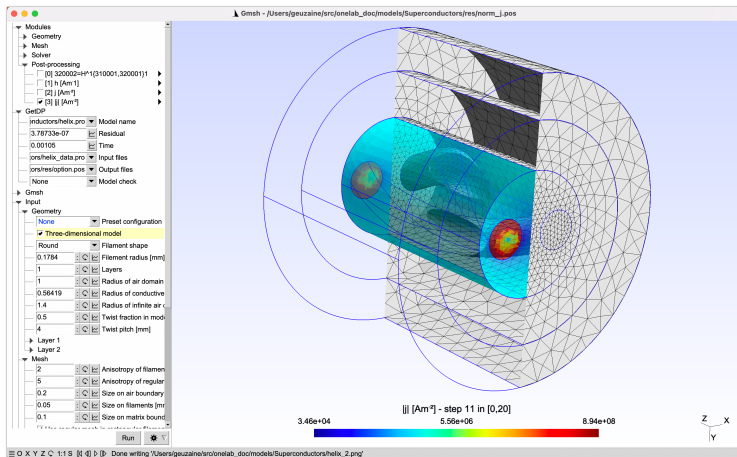 Gmsh - /Users/geuzaine/src/onelab_doc/models/Superconductors/res/norm_j.pos
Modules
Geometry
Mesh
Solver
Post-processing
[0] 320002=H^1{310001,320001}1
[1] h [Am⁻¹]
[2] j [Am⁻²]
[3] |j| [Am⁻²]
GetDP
nductors/helix.pro Model name
3.78733e-07 Residual
0.00105 Time
ors/helix_data.pro Input files
ors/res/option.pos Output files
None Model check
Gmsh
Input
Geometry
None Preset configuration
Three-dimensional model
Round Filament shape
0.1784 Filament radius [mm]
1 Layers
1 Radius of air domain
0.56419 Radius of conductive
1.4 Radius of infinite air
0.5 Twist fraction in mod
4 Twist pitch [mm]
Layer 1
Layer 2
Mesh
2 Anisotropy of filamen
5 Anisotropy of regular
0.2 Size on air boundary
0.05 Size on filaments [m
0.1 Size on matrix bound
Run
|j| [Am⁻²] - step 11 in [0,20]
3.46e+04 5.56e+06 8.94e+08
Z X
Y
O X Y Z 1:1 S Done writing '/Users/geuzaine/src/onelab_doc/models/Superconductors/helix_2.png'